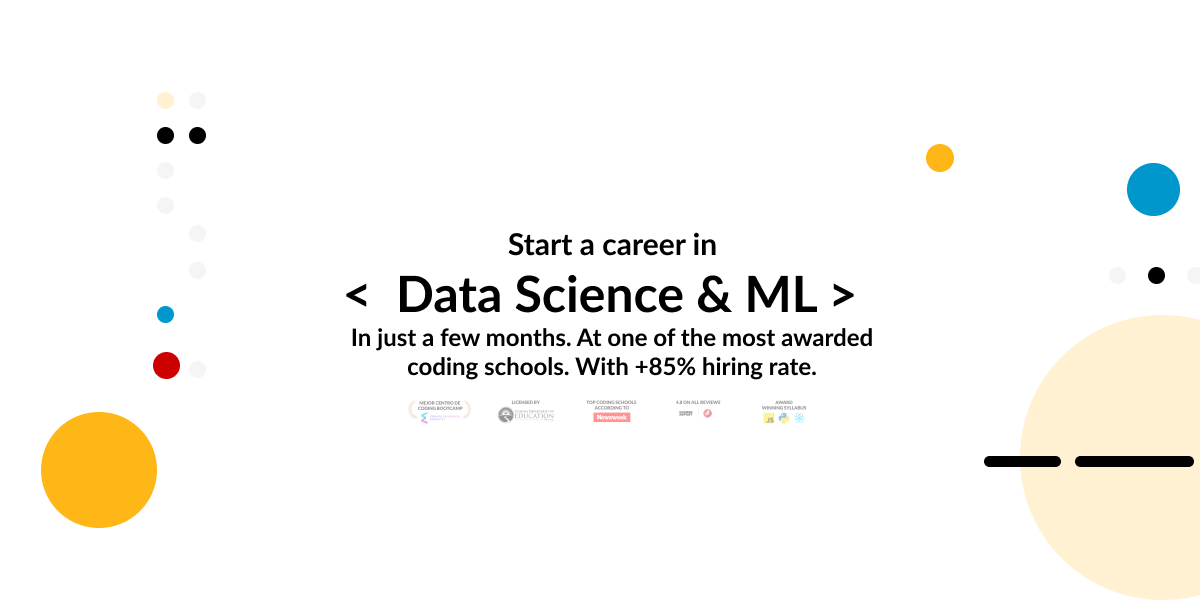 Start a career in
< Data Science & ML >
In just a few months. At one of the most awarded
coding schools. With +85% hiring rate.
MEJOR CENTRO DE
CODING BOOTCAMP
LICENSED BY
EDUCATION
TOP CODING SCHOOLS
ACCORDING TO
Newsweek
4.8 ON ALL REVIEWS
AWARD
WINNING SYLLABUS
JS